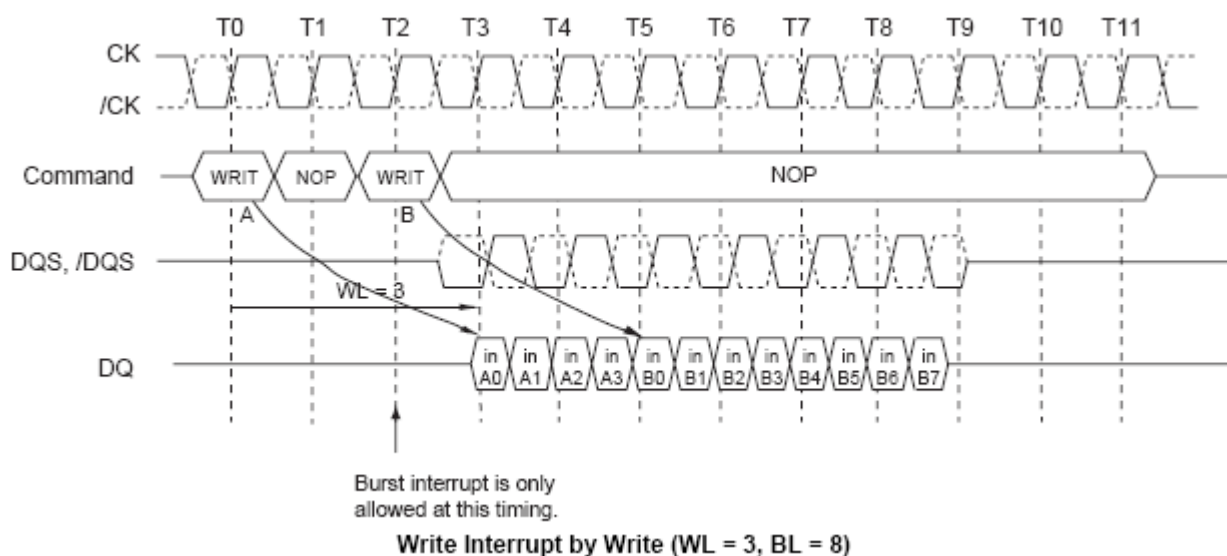 T0 T1 T2 T3 T4 T5 T6 T7 T8 T9 T10 T11
CK
/CK
Command WRIT NOP WRIT NOP
A B
DQS, /DQS
WL = 3
DQ in A0 in A1 in A2 in A3 in B0 in B1 in B2 in B3 in B4 in B5 in B6 in B7
Burst interrupt is only
allowed at this timing.
Write Interrupt by Write (WL = 3, BL = 8)